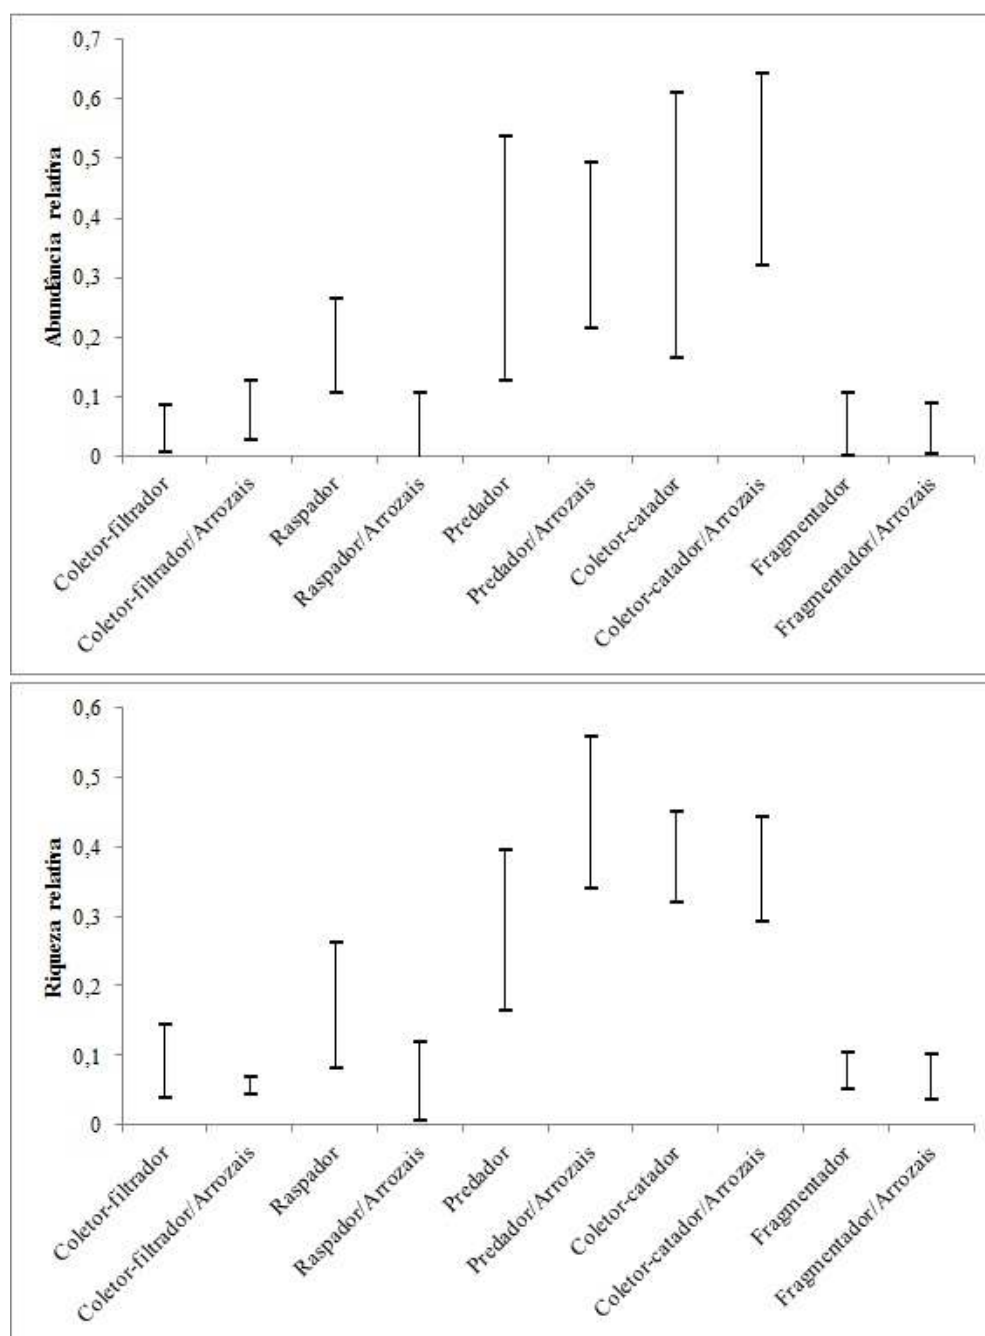 0,7
0,6
0,5
0,4
0,3
0,2
0,1
0
Abundância relativa
Coletor-filtrador
Coletor-filtrador/Arrozais
Raspador
Raspador/Arrozais
Predador
Predador/Arrozais
Coletor-catador
Coletor-catador/Arrozais
Fragmentador
Fragmentador/Arrozais
0,6
0,5
0,4
0,3
0,2
0,1
0
Riqueza relativa
Coletor-filtrador
Coletor-filtrador/Arrozais
Raspador
Raspador/Arrozais
Predador
Predador/Arrozais
Coletor-catador
Coletor-catador/Arrozais
Fragmentador
Fragmentador/Arrozais